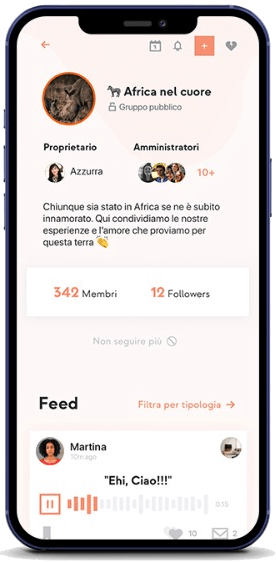 1
+
Africa nel cuore
Gruppo pubblico
Proprietario Amministratori
Azzurra 10+
Chiunque sia stato in Africa se ne è subito
innamorato. Qui condividiamo le nostre
esperienze e l'amore che proviamo per
questa terra 👏
342 Membri 12 Followers
Non seguire più
Feed Filtra per tipologia →
Martina
10m ago
"Ehi, Ciao!!!"
0:15
10 2